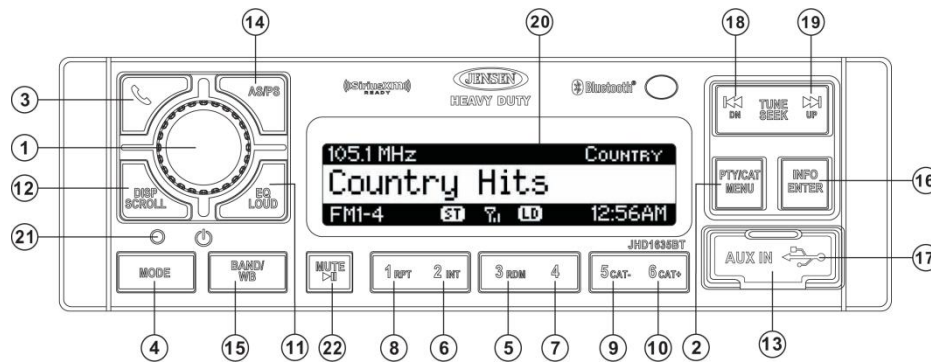 14
20
18
19
3
1
12
21
AS/PS
DISP
SCROLL
EQ
LOUD
((SiriusXM))
READY
JENSEN
HEAVY DUTY
Bluetooth®
105.1 MHz
COUNTRY
Country Hits
FM1-4
ST
LD
12:56AM
JHD1635BT
DN
TUNE
SEEK
UP
PTY/CAT
MENU
INFO
ENTER
16
AUX IN
17
MODE
BAND/
WB
MUTE
1 RPT
2 INT
3 RDM
4
5 CAT-
6 CAT+
4
15
11
22
8
6
5
7
9
10
2
13